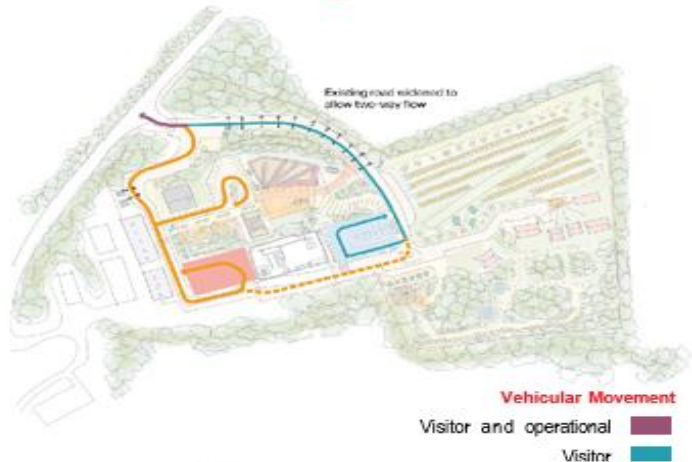 Existing road widened to
allow two-way flow
Vehicular Movement
Visitor and operational
Visitor